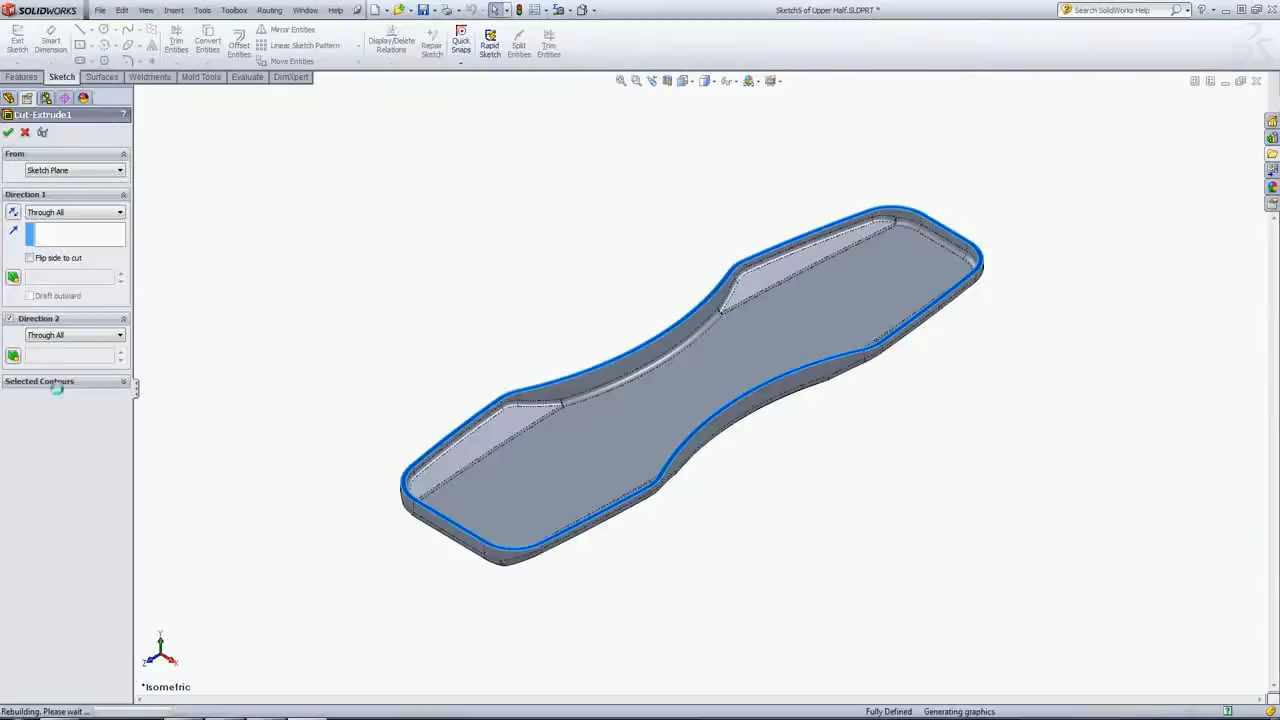 SOLIDWORKS File Edit View Insert Tools Toolbox Routing Window Help Sketch5 of Upper Half.SLDPRT * Search SolidWorks Help
Exit Sketch
Smart Dimension
Trim Entities
Convert Entities
Offset Entities
Mirror Entities
Linear Sketch Pattern
Move Entities
Display/Delete Relations
Repair Sketch
Quick Snaps
Rapid Sketch
Split Entities
Trim Entities
Features Sketch Surfaces Weldments Mold Tools Evaluate DimXpert
Cut-Extrude1 ?
From
Sketch Plane
Direction 1
Through All
Flip side to cut
Draft outward
Direction 2
Through All
Selected Contours
Y
Z X
*Isometric
Rebuilding. Please wait ... Fully Defined Generating graphics